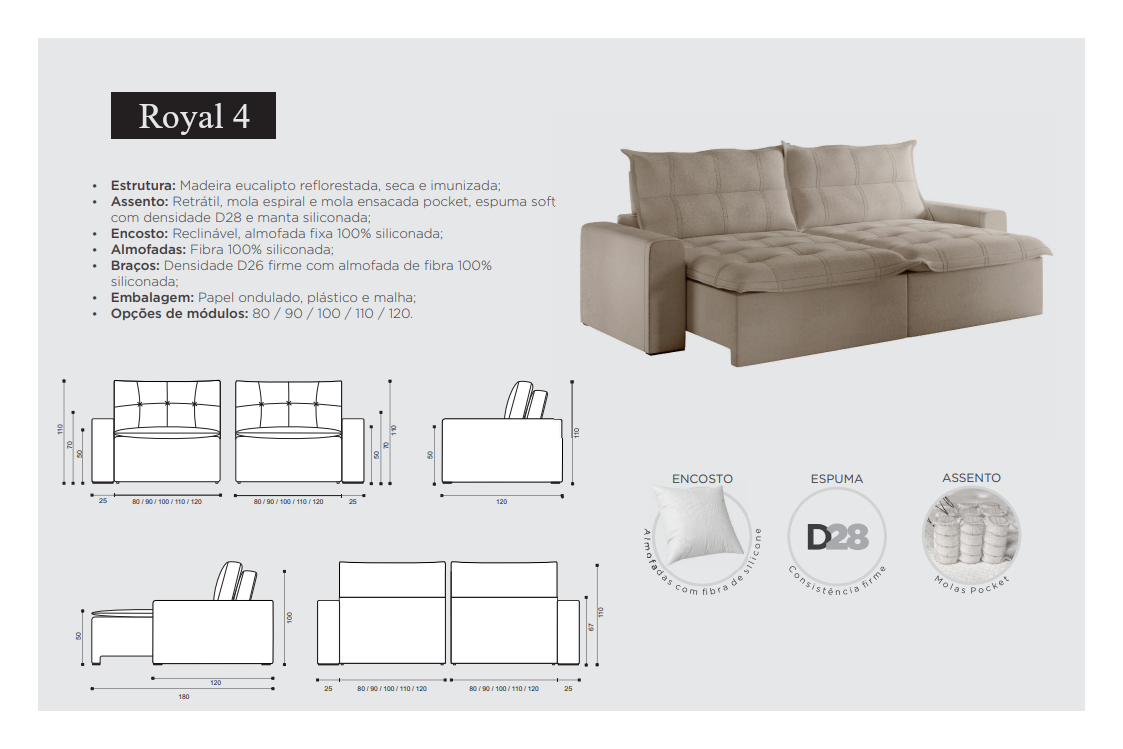 Royal 4
• Estrutura: Madeira eucalipto reflorestada, seca e imunizada;
• Assento: Retrátil, mola espiral e mola ensacada pocket, espuma soft
com densidade D28 e manta siliconada;
• Encosto: Reclinável, almofada fixa 100% siliconada;
• Almofadas: Fibra 100% siliconada;
• Braços: Densidade D26 firme com almofada de fibra 100%
siliconada;
• Embalagem: Papel ondulado, plástico e malha;
• Opções de módulos: 80 / 90 / 100 / 110 / 120.
110
70
50
25
80 / 90 / 100 / 110 / 120
80 / 90 / 100 / 110 / 120
25
50
70
110
50
120
110
ENCOSTO
Almofadas com fibra de silicone
ESPUMA
D28
Consistência firme
ASSENTO
Molas Pocket
50
120
180
100
25
80 / 90 / 100 / 110 / 120
80 / 90 / 100 / 110 / 120
25
67
110